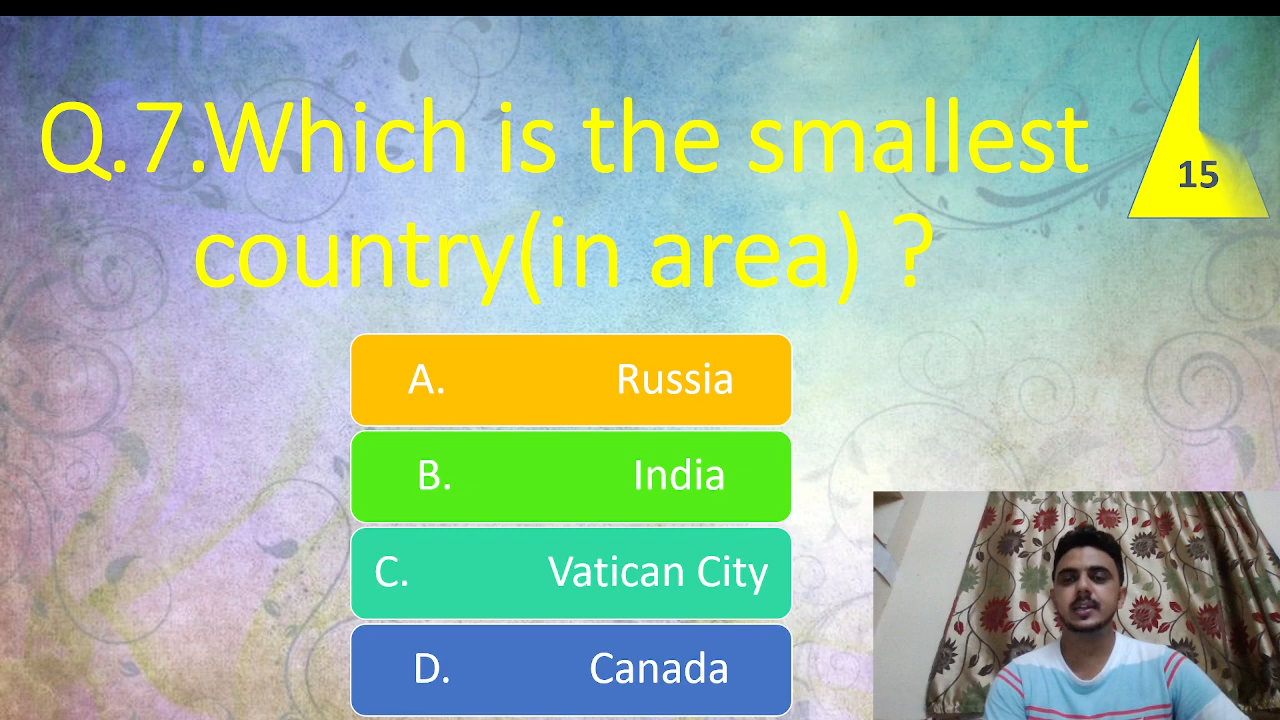 Q.7.Which is the smallest
country(in area) ?
15
A. Russia
B. India
C. Vatican City
D. Canada